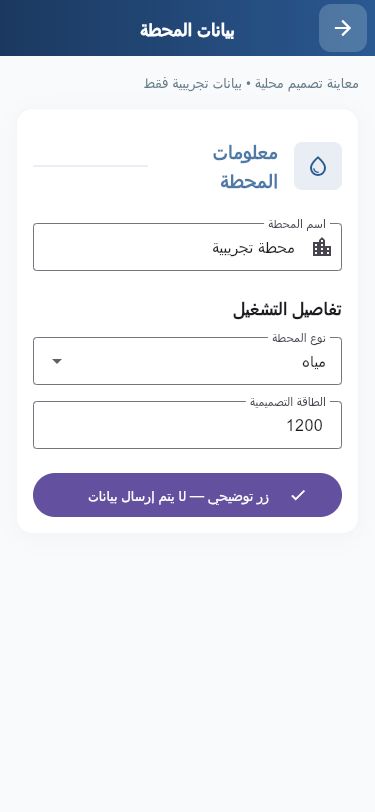 بيانات المحطة
معاينة تصميم محلية • بيانات تجريبية فقط
معلومات
المحطة
اسم المحطة
محطة تجريبية
تفاصيل التشغيل
نوع المحطة
مياه
الطاقة التصميمية
1200
زر توضيحي — لا يتم إرسال بيانات